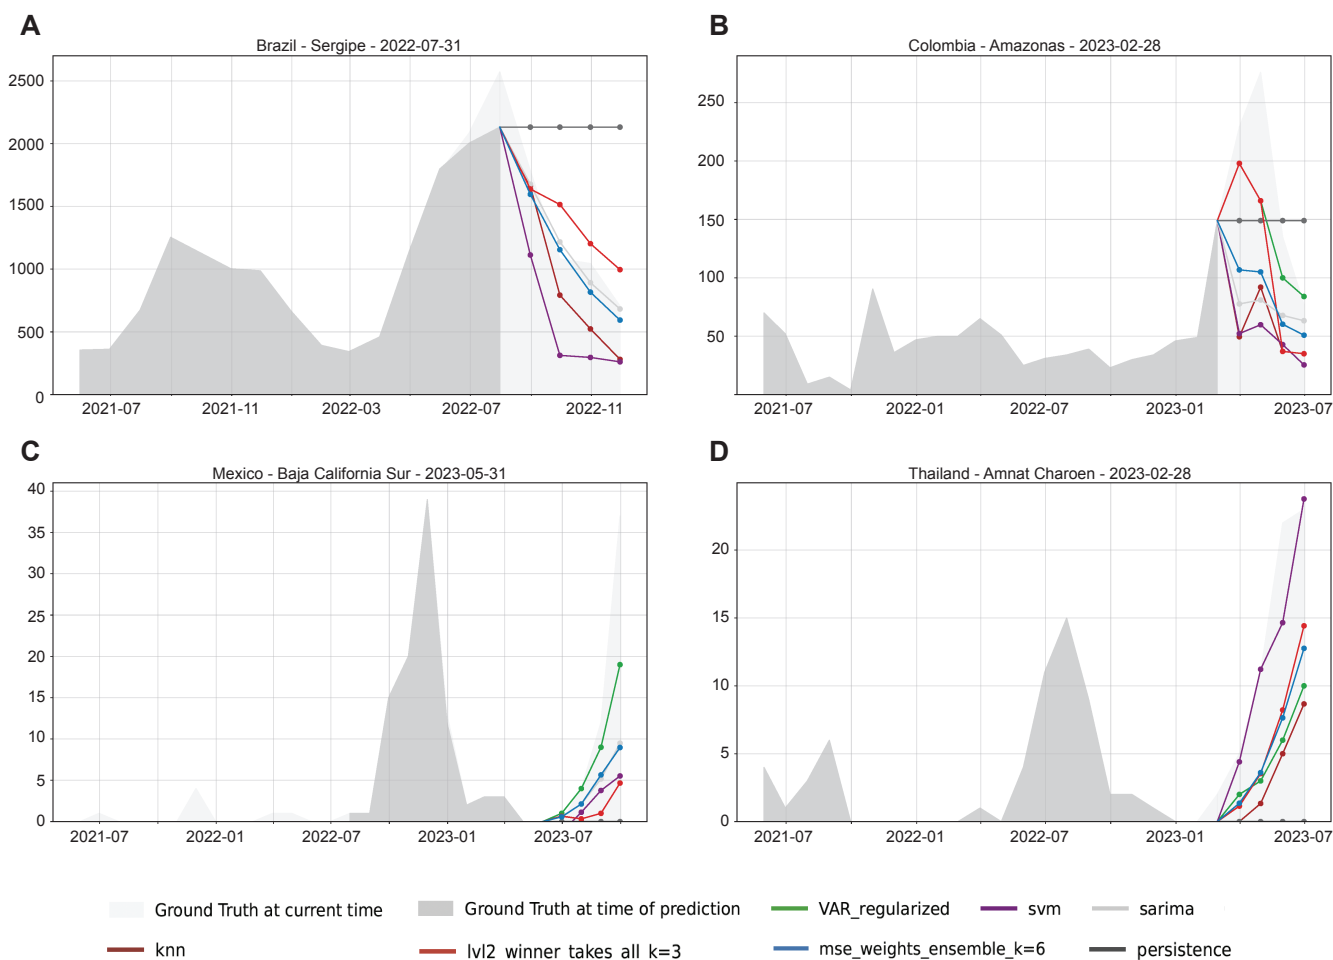 A
Brazil - Sergipe - 2022-07-31
2500
2000
1500
1000
500
0
2021-07 2021-11 2022-03 2022-07 2022-11
B
Colombia - Amazonas - 2023-02-28
250
200
150
100
50
2021-07 2022-01 2022-07 2023-01 2023-07
C
Mexico - Baja California Sur - 2023-05-31
40
35
30
25
20
15
10
5
0
2021-07 2022-01 2022-07 2023-01 2023-07
D
Thailand - Amnat Charoen - 2023-02-28
20
15
10
5
0
2021-07 2022-01 2022-07 2023-01 2023-07
Ground Truth at current time Ground Truth at time of prediction VAR_regularized svm sarima
knn lvl2 winner takes all k=3 mse_weights_ensemble_k=6 persistence